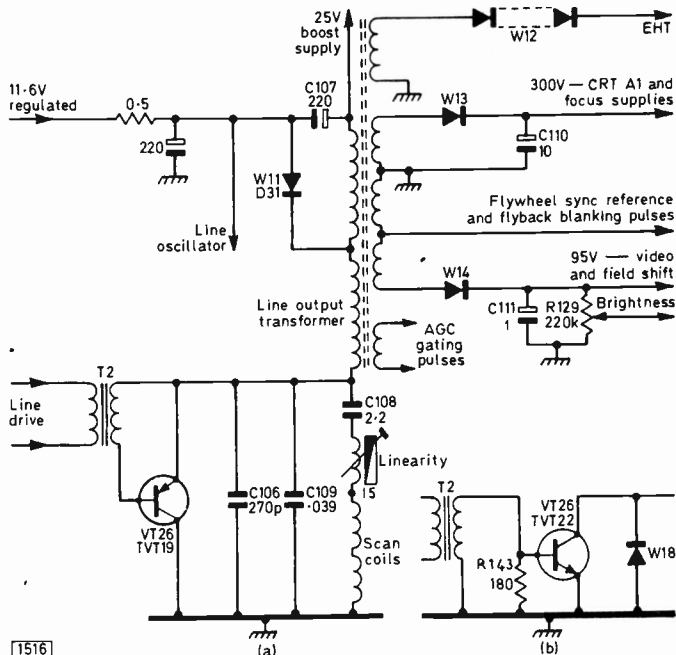 25V
boost
supply
W12
EHT
11·6V
regulated
0·5
C107
220
W13
300V — CRT A1 and
focus supplies
220
C110
10
W11
D31
Line
oscillator
Flywheel sync reference
and flyback blanking pulses
W14
95V — video
and field shift
Line output
transformer
C111
1
R129
220k
Brightness
AGC
gating
pulses
T2
Line
drive
C108
2·2
Linearity
15
VT26
TVT19
C106
270p
C109
·039
Scan
coils
T2
R143
180
VT26
TVT22
W18
1516
(a)
(b)